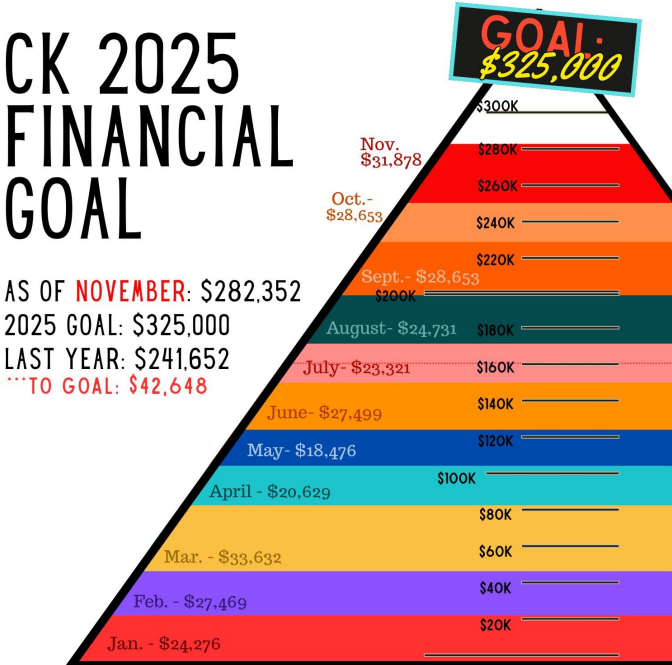 CK 2025
FINANCIAL
GOAL
AS OF NOVEMBER: $282,352
2025 GOAL: $325,000
LAST YEAR: $241,652
***TO GOAL: $42,648
GOAL:
$325,000
$300K
Nov.
$31,878
$280K
$260K
Oct.-
$28,653
$240K
$220K
Sept.- $28,653
$200K
August- $24,731
$180K
July- $23,321
$160K
$140K
June- $27,499
$120K
May- $18,476
$100K
April - $20,629
$80K
$60K
Mar. - $33,632
$40K
Feb. - $27,469
$20K
Jan. - $24,276